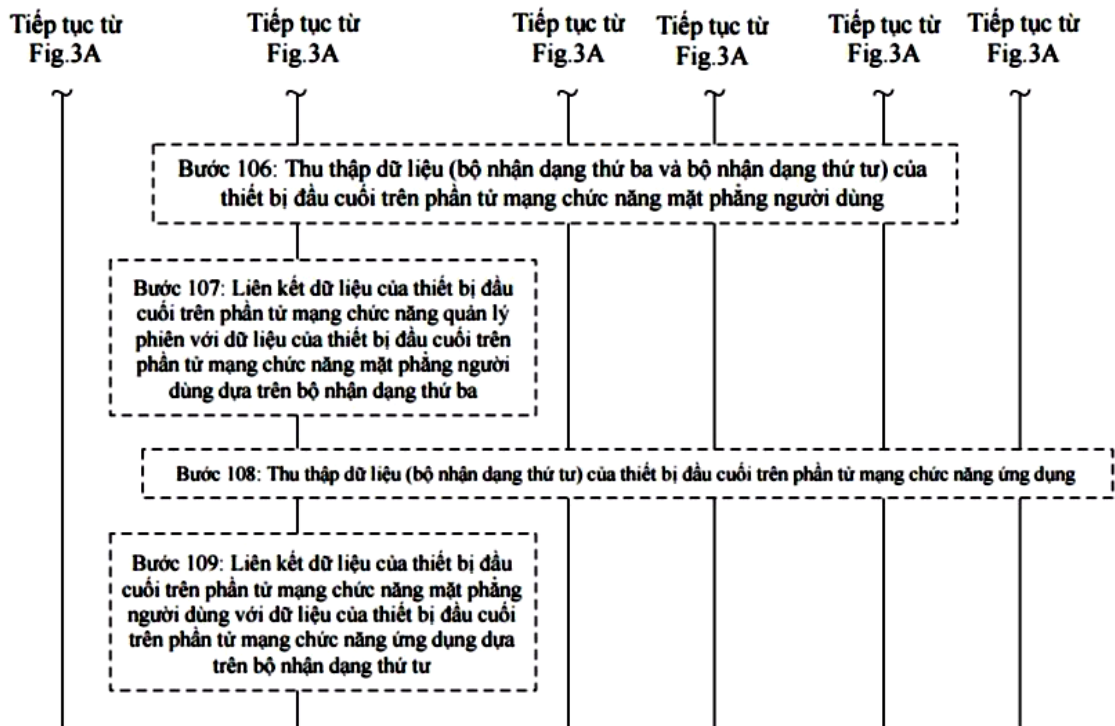 Tiếp tục từ
Fig.3A
Tiếp tục từ
Fig.3A
Tiếp tục từ
Fig.3A
Tiếp tục từ
Fig.3A
Tiếp tục từ
Fig.3A
Tiếp tục từ
Fig.3A
Bước 106: Thu thập dữ liệu (bộ nhận dạng thứ ba và bộ nhận dạng thứ tư) của
thiết bị đầu cuối trên phần tử mạng chức năng mặt phẳng người dùng
Bước 107: Liên kết dữ liệu của thiết bị đầu
cuối trên phần tử mạng chức năng quản lý
phiên với dữ liệu của thiết bị đầu cuối trên
phần tử mạng chức năng mặt phẳng người
dùng dựa trên bộ nhận dạng thứ ba
Bước 108: Thu thập dữ liệu (bộ nhận dạng thứ tư) của thiết bị đầu cuối trên phần tử mạng chức năng ứng dụng
Bước 109: Liên kết dữ liệu của thiết bị đầu
cuối trên phần tử mạng chức năng mặt phẳng
người dùng với dữ liệu của thiết bị đầu cuối
trên phần tử mạng chức năng ứng dụng dựa
trên bộ nhận dạng thứ tư